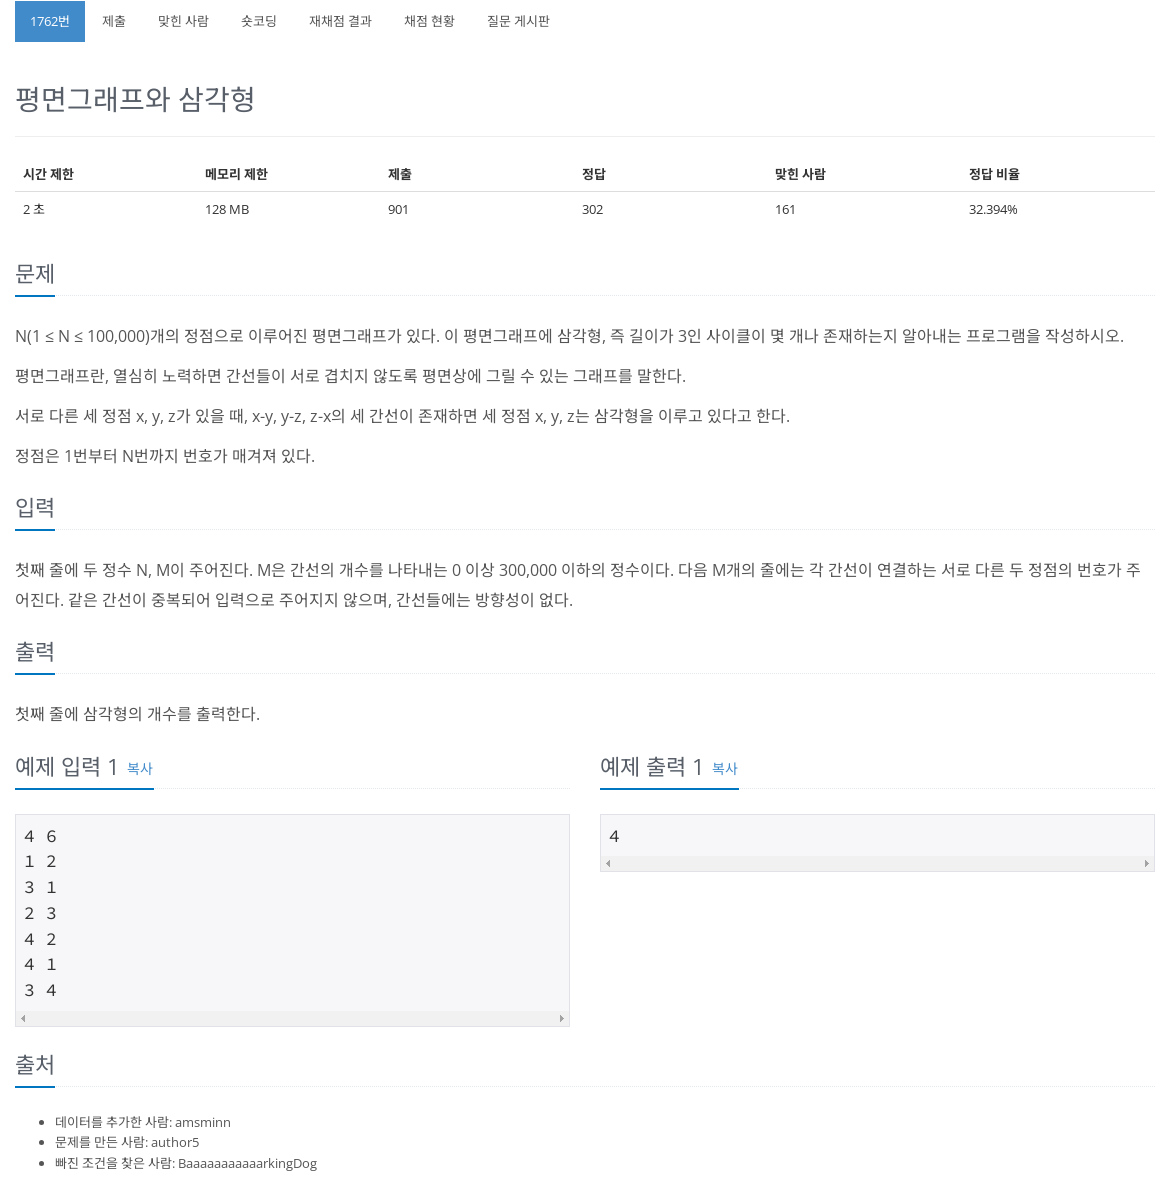 1762번 제출 맞힌 사람 숏코딩 재채점 결과 채점 현황 질문 게시판
평면그래프와 삼각형
시간 제한 메모리 제한 제출 정답 맞힌 사람 정답 비율
2 초 128 MB 901 302 161 32.394%
문제
N(1 ≤ N ≤ 100,000)개의 정점으로 이루어진 평면그래프가 있다. 이 평면그래프에 삼각형, 즉 길이가 3인 사이클이 몇 개나 존재하는지 알아내는 프로그램을 작성하시오.
평면그래프란, 열심히 노력하면 간선들이 서로 겹치지 않도록 평면상에 그릴 수 있는 그래프를 말한다.
서로 다른 세 정점 x, y, z가 있을 때, x-y, y-z, z-x의 세 간선이 존재하면 세 정점 x, y, z는 삼각형을 이루고 있다고 한다.
정점은 1번부터 N번까지 번호가 매겨져 있다.
입력
첫째 줄에 두 정수 N, M이 주어진다. M은 간선의 개수를 나타내는 0 이상 300,000 이하의 정수이다. 다음 M개의 줄에는 각 간선이 연결하는 서로 다른 두 정점의 번호가 주
어진다. 같은 간선이 중복되어 입력으로 주어지지 않으며, 간선들에는 방향성이 없다.
출력
첫째 줄에 삼각형의 개수를 출력한다.
예제 입력 1 복사
4 6
1 2
3 1
2 3
4 2
4 1
3 4
예제 출력 1 복사
4
출처
데이터를 추가한 사람: amsminn
문제를 만든 사람: author5
빠진 조건을 찾은 사람: BaaaaaaaaaaarkingDog